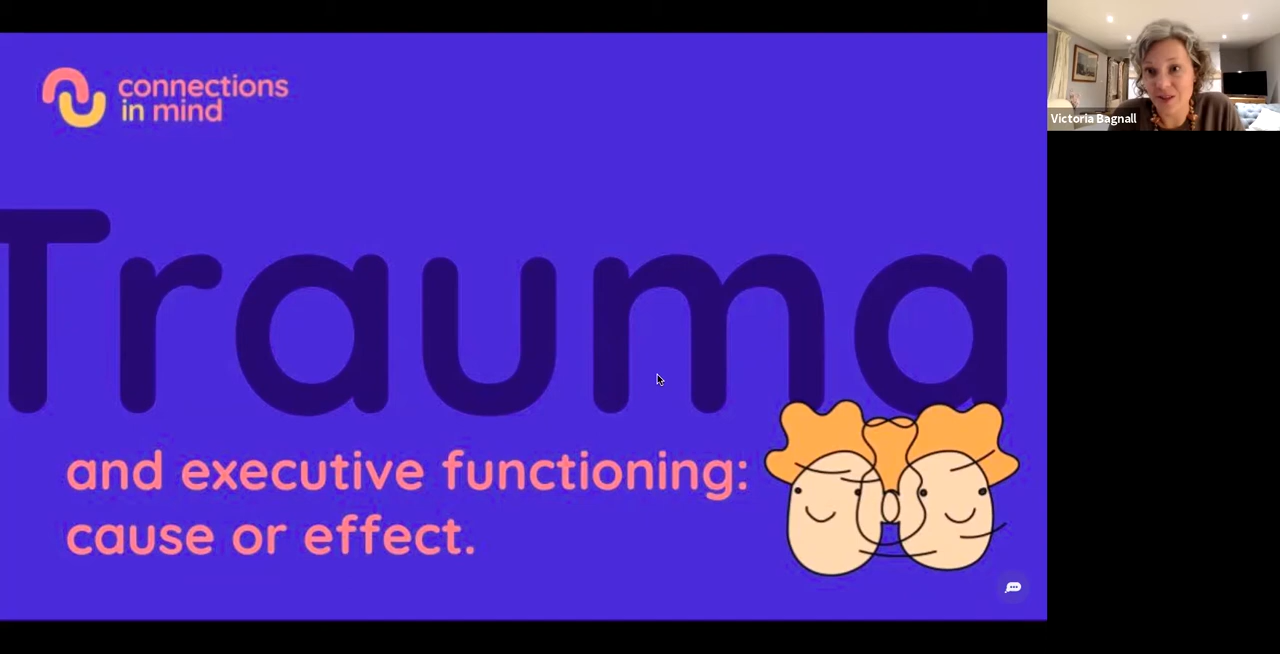 connections
in mind
Trauma
and executive functioning:
cause or effect.
Victoria Bagnall